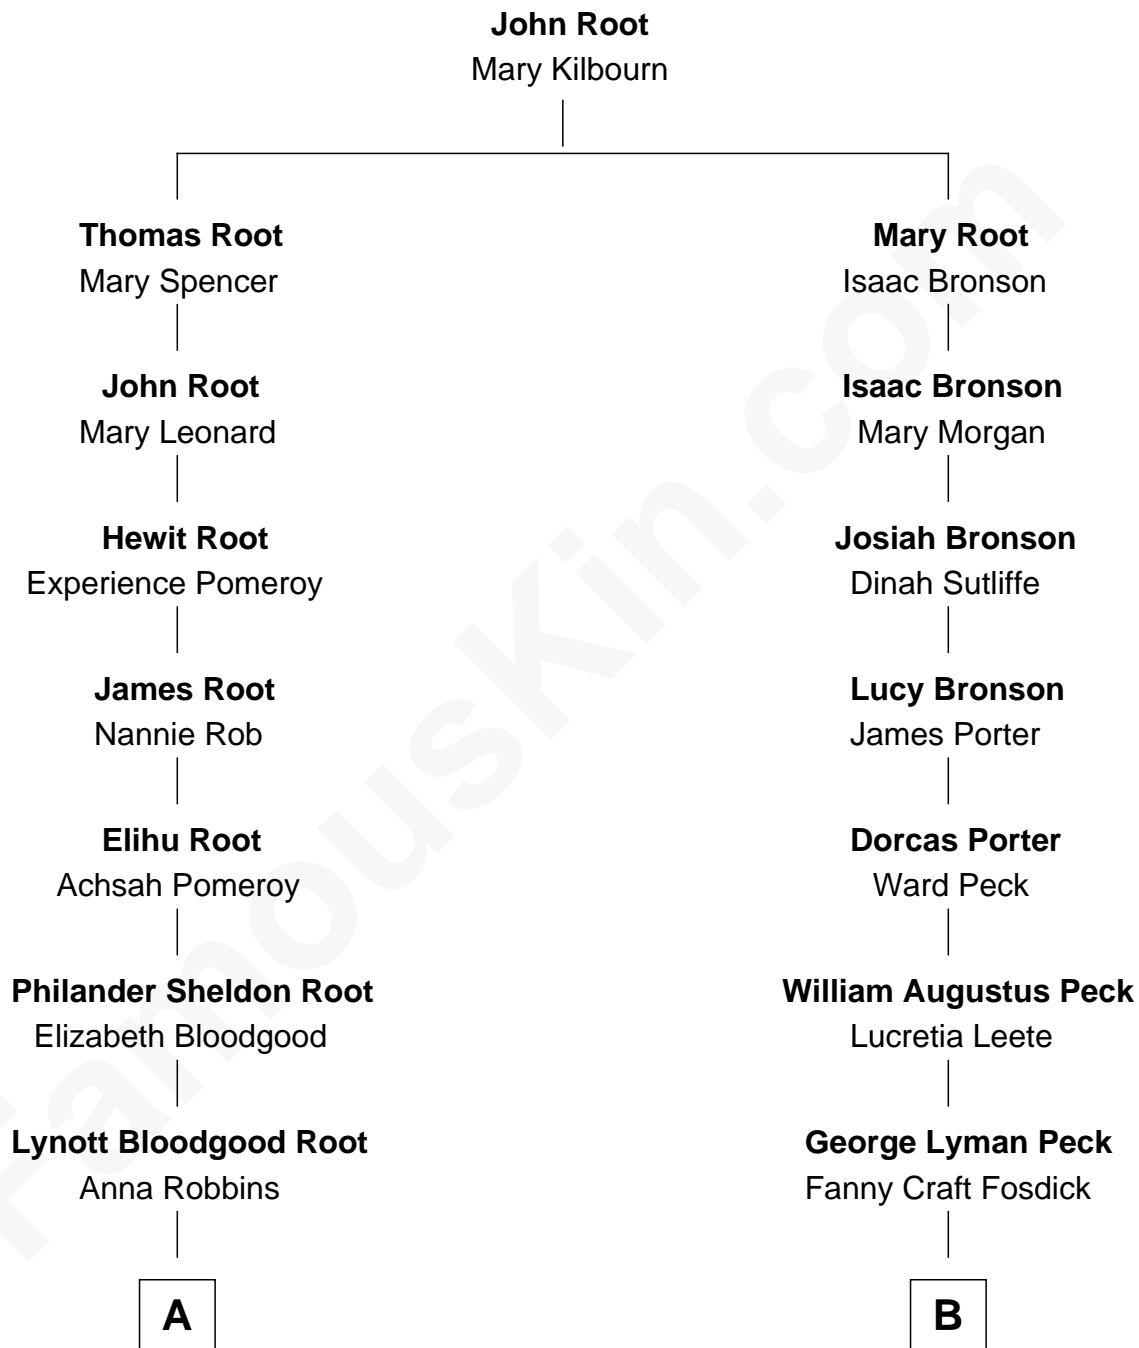 John Root
Mary Kilbourn
Thomas Root
Mary Spencer
Mary Root
Isaac Bronson
John Root
Mary Leonard
Isaac Bronson
Mary Morgan
Hewit Root
Experience Pomeroy
Josiah Bronson
Dinah Sutliffe
James Root
Nannie Rob
Lucy Bronson
James Porter
Elihu Root
Achsah Pomeroy
Dorcas Porter
Ward Peck
Philander Sheldon Root
Elizabeth Bloodgood
William Augustus Peck
Lucretia Leete
Lynott Bloodgood Root
Anna Robbins
George Lyman Peck
Fanny Craft Fosdick
A
B
FamousKin.com